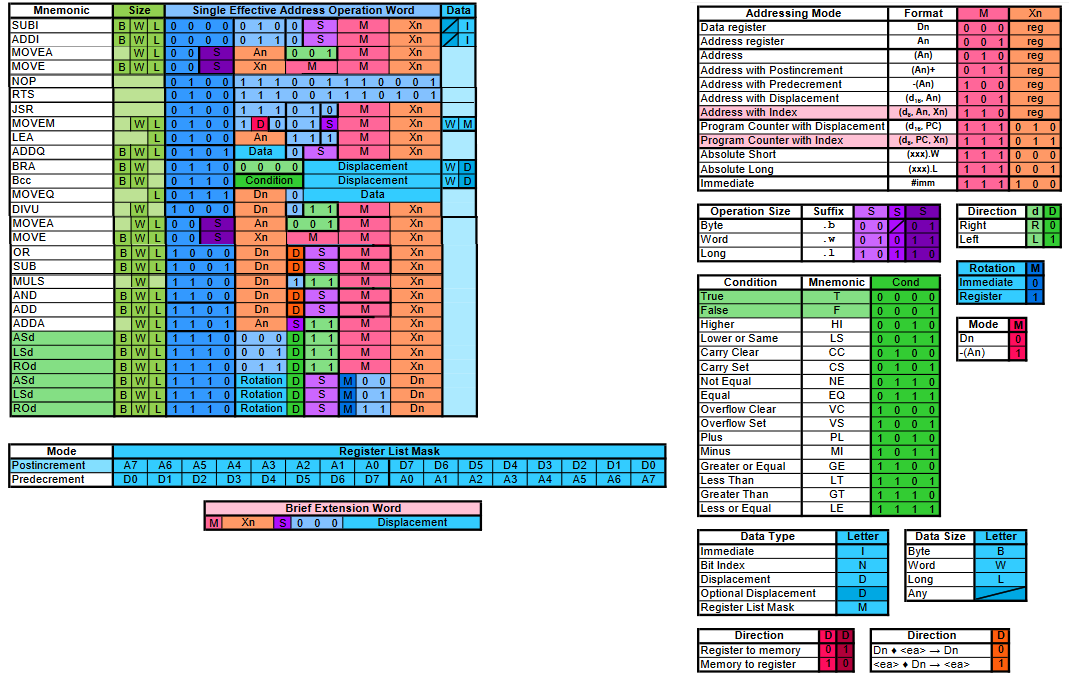 Mnemonic Size Single Effective Address Operation Word Data
SUBI B W L 0 0 0 0 0 1 0 0 S M Xn I
ADDI B W L 0 0 0 0 0 1 1 0 S M Xn I
MOVEA W L 0 0 S An 0 0 1 M Xn
MOVE B W L 0 0 S Xn M M Xn
NOP 0 1 0 0 1 1 1 0 0 1 1 1 0 0 0 1
RTS 0 1 0 0 1 1 1 0 0 1 1 1 0 1 0 1
JSR 0 1 0 0 1 1 1 0 1 0 M Xn
MOVEM W L 0 1 0 0 1 D 0 0 1 S M Xn W M
LEA L 0 1 0 0 An 1 1 1 M Xn
ADDQ B W L 0 1 0 1 Data 0 S M Xn
BRA B W 0 1 1 0 0 0 0 0 Displacement W D
Bcc B W 0 1 1 0 Condition Displacement W D
MOVEQ L 0 1 1 1 Dn 0 Data
DIVU W 1 0 0 0 Dn 0 1 1 M Xn
MOVEA W L 0 0 S An 0 0 1 M Xn
MOVE B W L 0 0 S Xn M M Xn
OR B W L 1 0 0 0 Dn D S M Xn
SUB B W L 1 0 0 1 Dn D S M Xn
MULS W 1 1 0 0 Dn 1 1 1 M Xn
AND B W L 1 1 0 0 Dn D S M Xn
ADD B W L 1 1 0 1 Dn D S M Xn
ADDA W L 1 1 0 1 An S 1 1 M Xn
ASd B W L 1 1 1 0 0 0 0 D 1 1 M Xn
LSd B W L 1 1 1 0 0 0 1 D 1 1 M Xn
ROd B W L 1 1 1 0 0 1 1 D 1 1 M Xn
ASd B W L 1 1 1 0 Rotation D S M 0 0 Dn
LSd B W L 1 1 1 0 Rotation D S M 0 1 Dn
ROd B W L 1 1 1 0 Rotation D S M 1 1 Dn
Mode Register List Mask
Postincrement A7 A6 A5 A4 A3 A2 A1 A0 D7 D6 D5 D4 D3 D2 D1 D0
Predecrement D0 D1 D2 D3 D4 D5 D6 D7 A0 A1 A2 A3 A4 A5 A6 A7
Brief Extension Word
M Xn S 0 0 0 Displacement
Addressing Mode Format M Xn
Data register Dn 0 0 0 reg
Address register An 0 0 1 reg
Address (An) 0 1 0 reg
Address with Postincrement (An)+ 0 1 1 reg
Address with Predecrement -(An) 1 0 0 reg
Address with Displacement (d16, An) 1 0 1 reg
Address with Index (d8, An, Xn) 1 1 0 reg
Program Counter with Displacement (d16, PC) 1 1 1 0 1 0
Program Counter with Index (d8, PC, Xn) 1 1 1 0 1 1
Absolute Short (xxx).W 1 1 1 0 0 0
Absolute Long (xxx).L 1 1 1 0 0 1
Immediate #imm 1 1 1 1 0 0
Operation Size Suffix S S S
Byte .b 0 0 0 1
Word .w 0 1 0 1 1
Long .l 1 0 1 1 0
Direction d D
Right R 0
Left L 1
Rotation M
Immediate 0
Register 1
Mode M
Dn 0
-(An) 1
Condition Mnemonic Cond
True T 0 0 0 0
False F 0 0 0 1
Higher HI 0 0 1 0
Lower or Same LS 0 0 1 1
Carry Clear CC 0 1 0 0
Carry Set CS 0 1 0 1
Not Equal NE 0 1 1 0
Equal EQ 0 1 1 1
Overflow Clear VC 1 0 0 0
Overflow Set VS 1 0 0 1
Plus PL 1 0 1 0
Minus MI 1 0 1 1
Greater or Equal GE 1 1 0 0
Less Than LT 1 1 0 1
Greater Than GT 1 1 1 0
Less or Equal LE 1 1 1 1
Data Type Letter
Immediate I
Bit Index N
Displacement D
Optional Displacement D
Register List Mask M
Data Size Letter
Byte B
Word W
Long L
Any
Direction D D
Register to memory 0 1
Memory to register 1 0
Direction D
Dn ♦ <ea> → Dn 0
<ea> ♦ Dn → <ea> 1